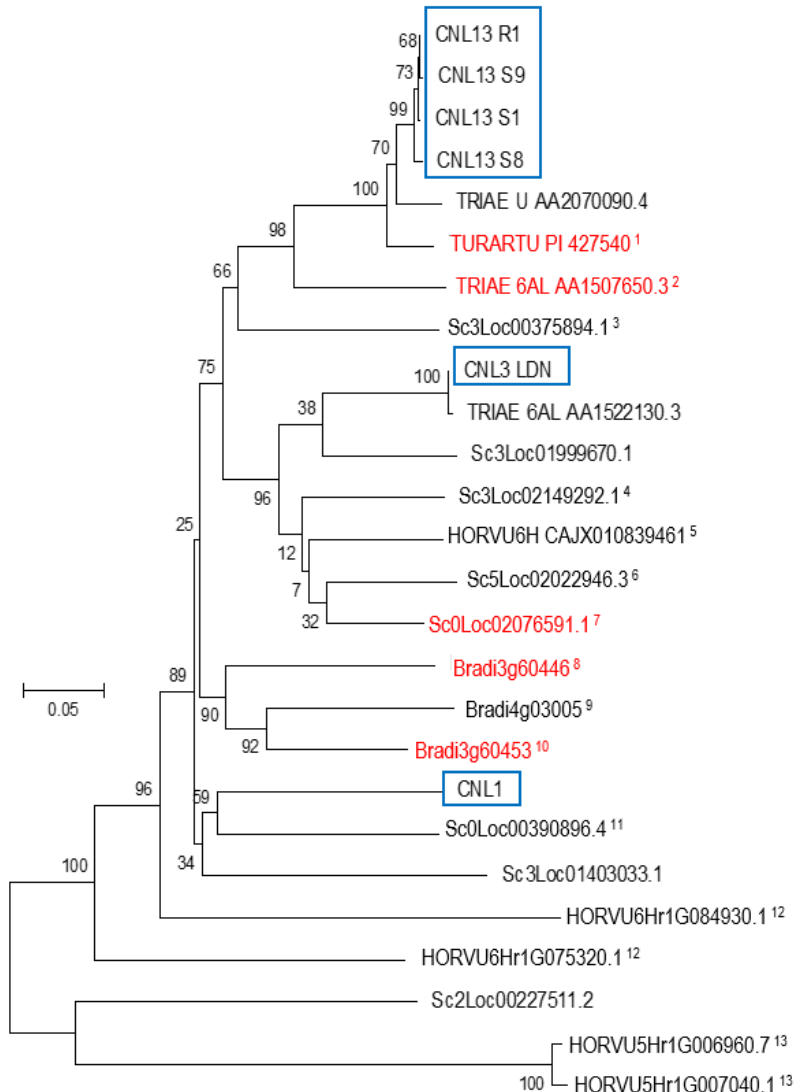 CNL13 R1
68
CNL13 S9
73
CNL13 S1
99
CNL13 S8
70
TRIAE U AA2070090.4
100
TURARTU PI 427540 1
98
TRIAE 6AL AA1507650.3 2
66
Sc3Loc00375894.1 3
75
CNL3 LDN
100
TRIAE 6AL AA1522130.3
38
Sc3Loc01999670.1
96
Sc3Loc02149292.1 4
25
HORVU6H CAJX010839461 5
12
Sc5Loc02022946.3 6
7
Sc0Loc02076591.1 7
32
Bradi3g60446 8
89
0.05
Bradi4g03005 9
90
Bradi3g60453 10
92
CNL1
96
59
Sc0Loc00390896.4 11
34
100
Sc3Loc01403033.1
HORVU6Hr1G084930.1 12
HORVU6Hr1G075320.1 12
Sc2Loc00227511.2
HORVU5Hr1G006960.7 13
100
HORVU5Hr1G007040.1 13